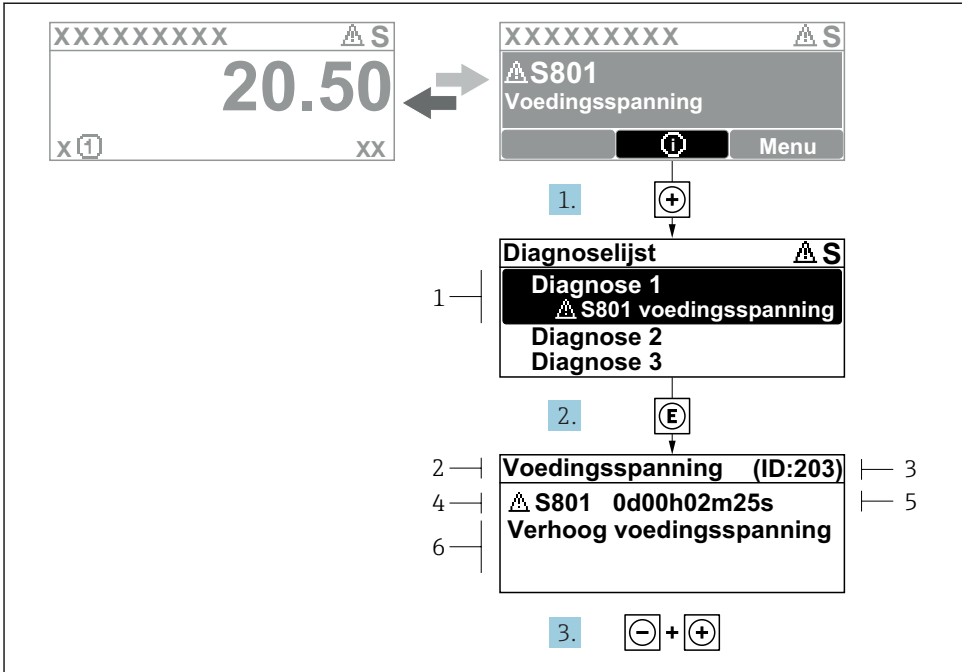 XXXXXXXXX ⚠ S
20.50
x ① XX
XXXXXXXXX ⚠ S
⚠ S801
Voedingsspanning
ⓘ Menu
1. +
Diagnoselijst ⚠ S
1
Diagnose 1
⚠ S801 voedingsspanning
Diagnose 2
Diagnose 3
2. E
2 Voedingsspanning (ID:203) 3
4 ⚠ S801 0d00h02m25s 5
6 Verhoog voedingsspanning
3. - + +